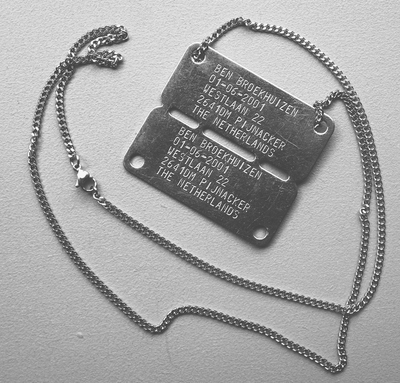 BEN BROEKHUIZEN
01-06-2001
WESTLAAN 22
2641DM PIJNACKER
THE NETHERLANDS
BEN BROEKHUIZEN
01-06-2001
WESTLAAN 22
2641DM PIJNACKER
THE NETHERLANDS